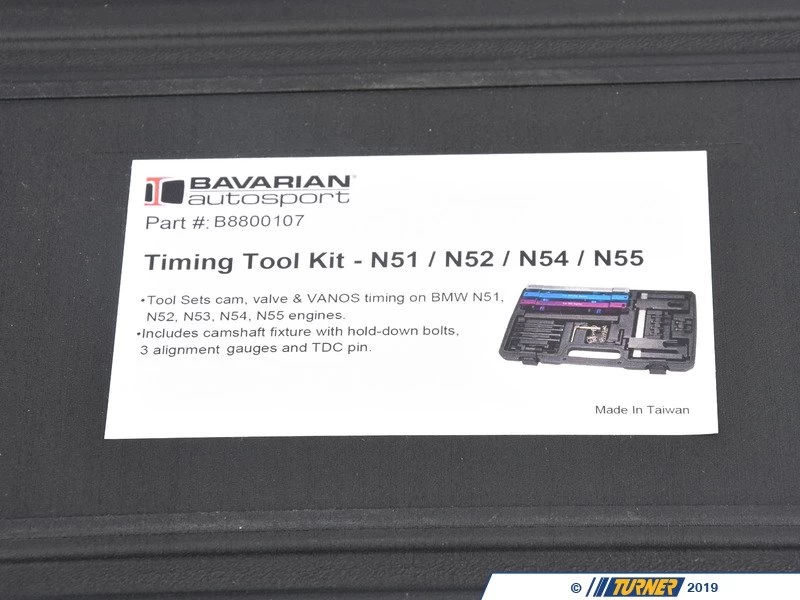 BAVARIAN
autosport
Part #: B8800107
Timing Tool Kit - N51 / N52 / N54 / N55
•Tool Sets cam, valve & VANOS timing on BMW N51,
N52, N53, N54, N55 engines.
•Includes camshaft fixture with hold-down bolts,
3 alignment gauges and TDC pin.
Made In Taiwan
© TURNER 2019